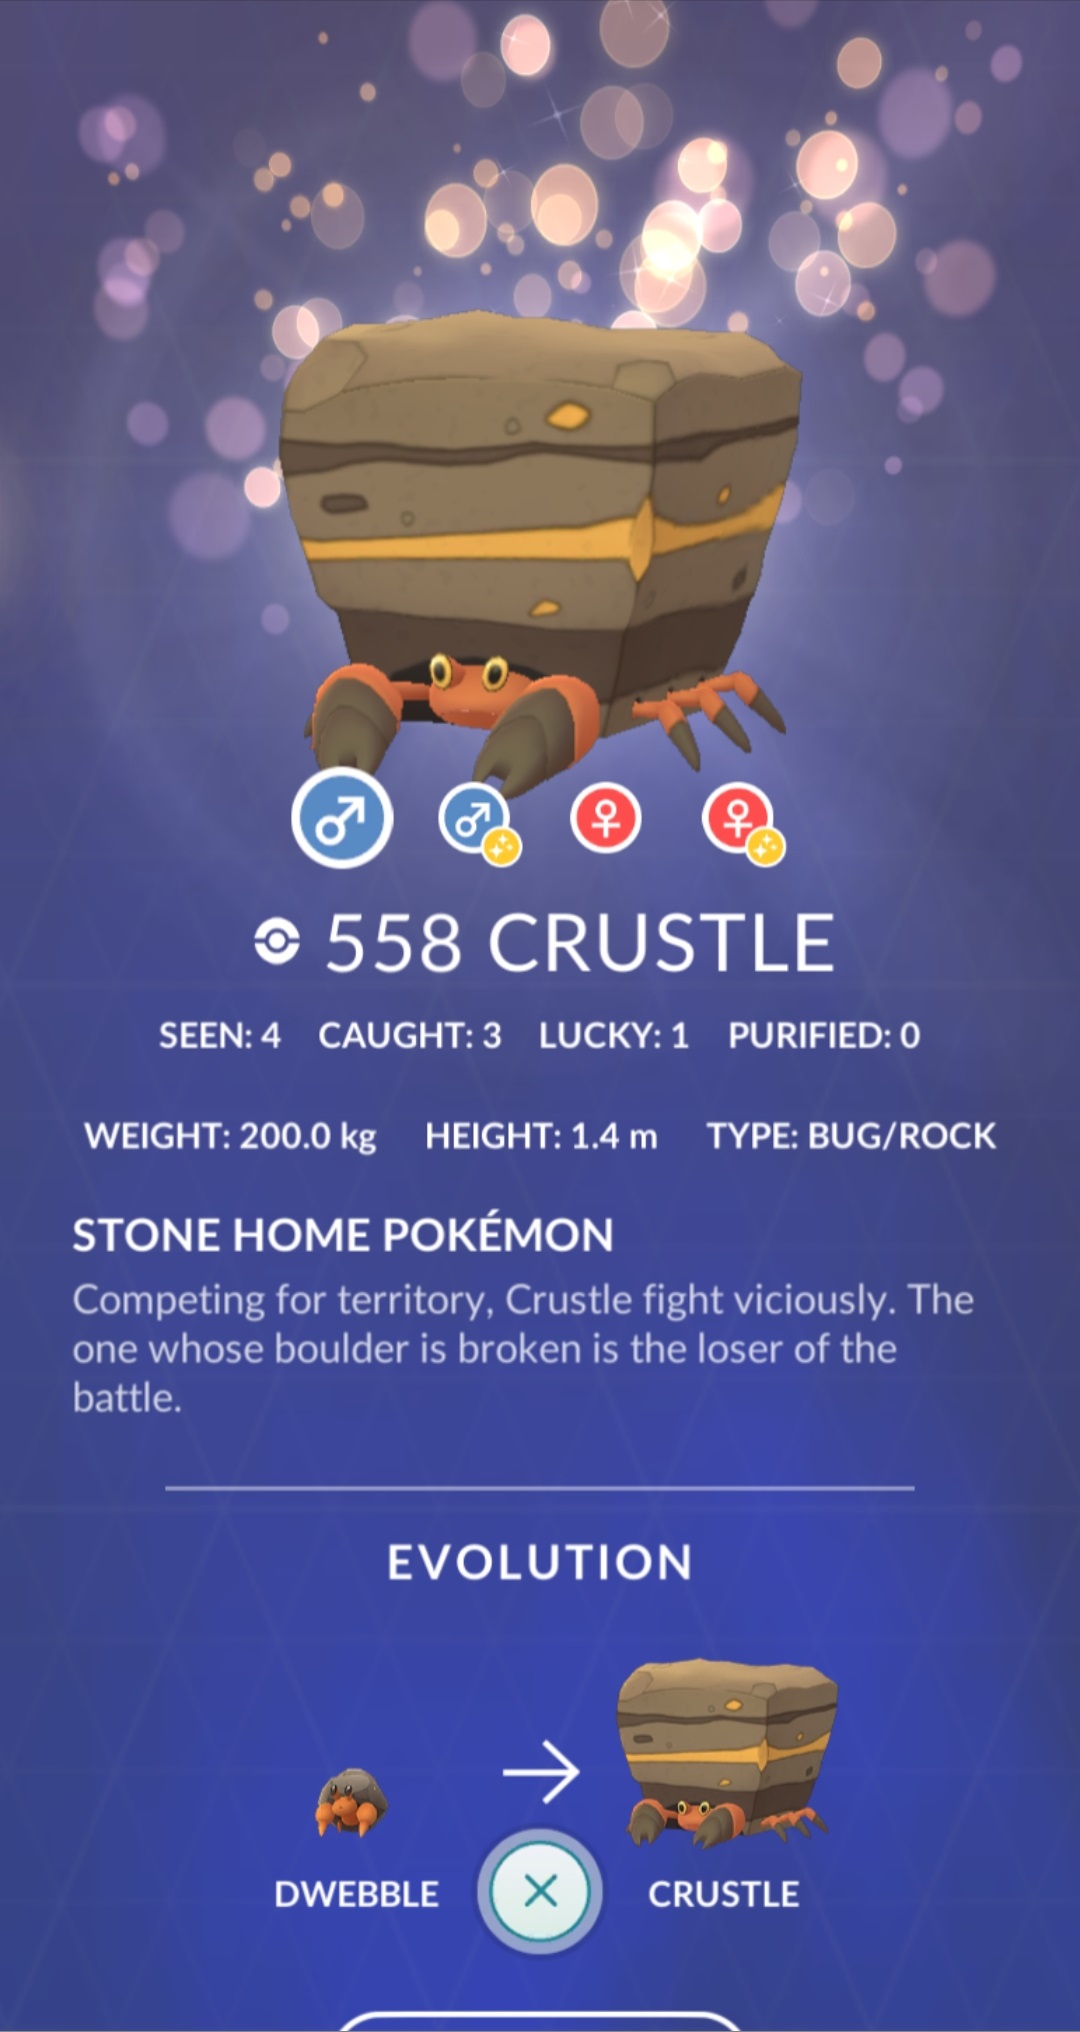 558 CRUSTLE
SEEN: 4 CAUGHT: 3 LUCKY: 1 PURIFIED: 0
WEIGHT: 200.0 kg HEIGHT: 1.4 m TYPE: BUG/ROCK
STONE HOME POKÉMON
Competing for territory, Crustle fight viciously. The
one whose boulder is broken is the loser of the
battle.
EVOLUTION
DWEBBLE CRUSTLE